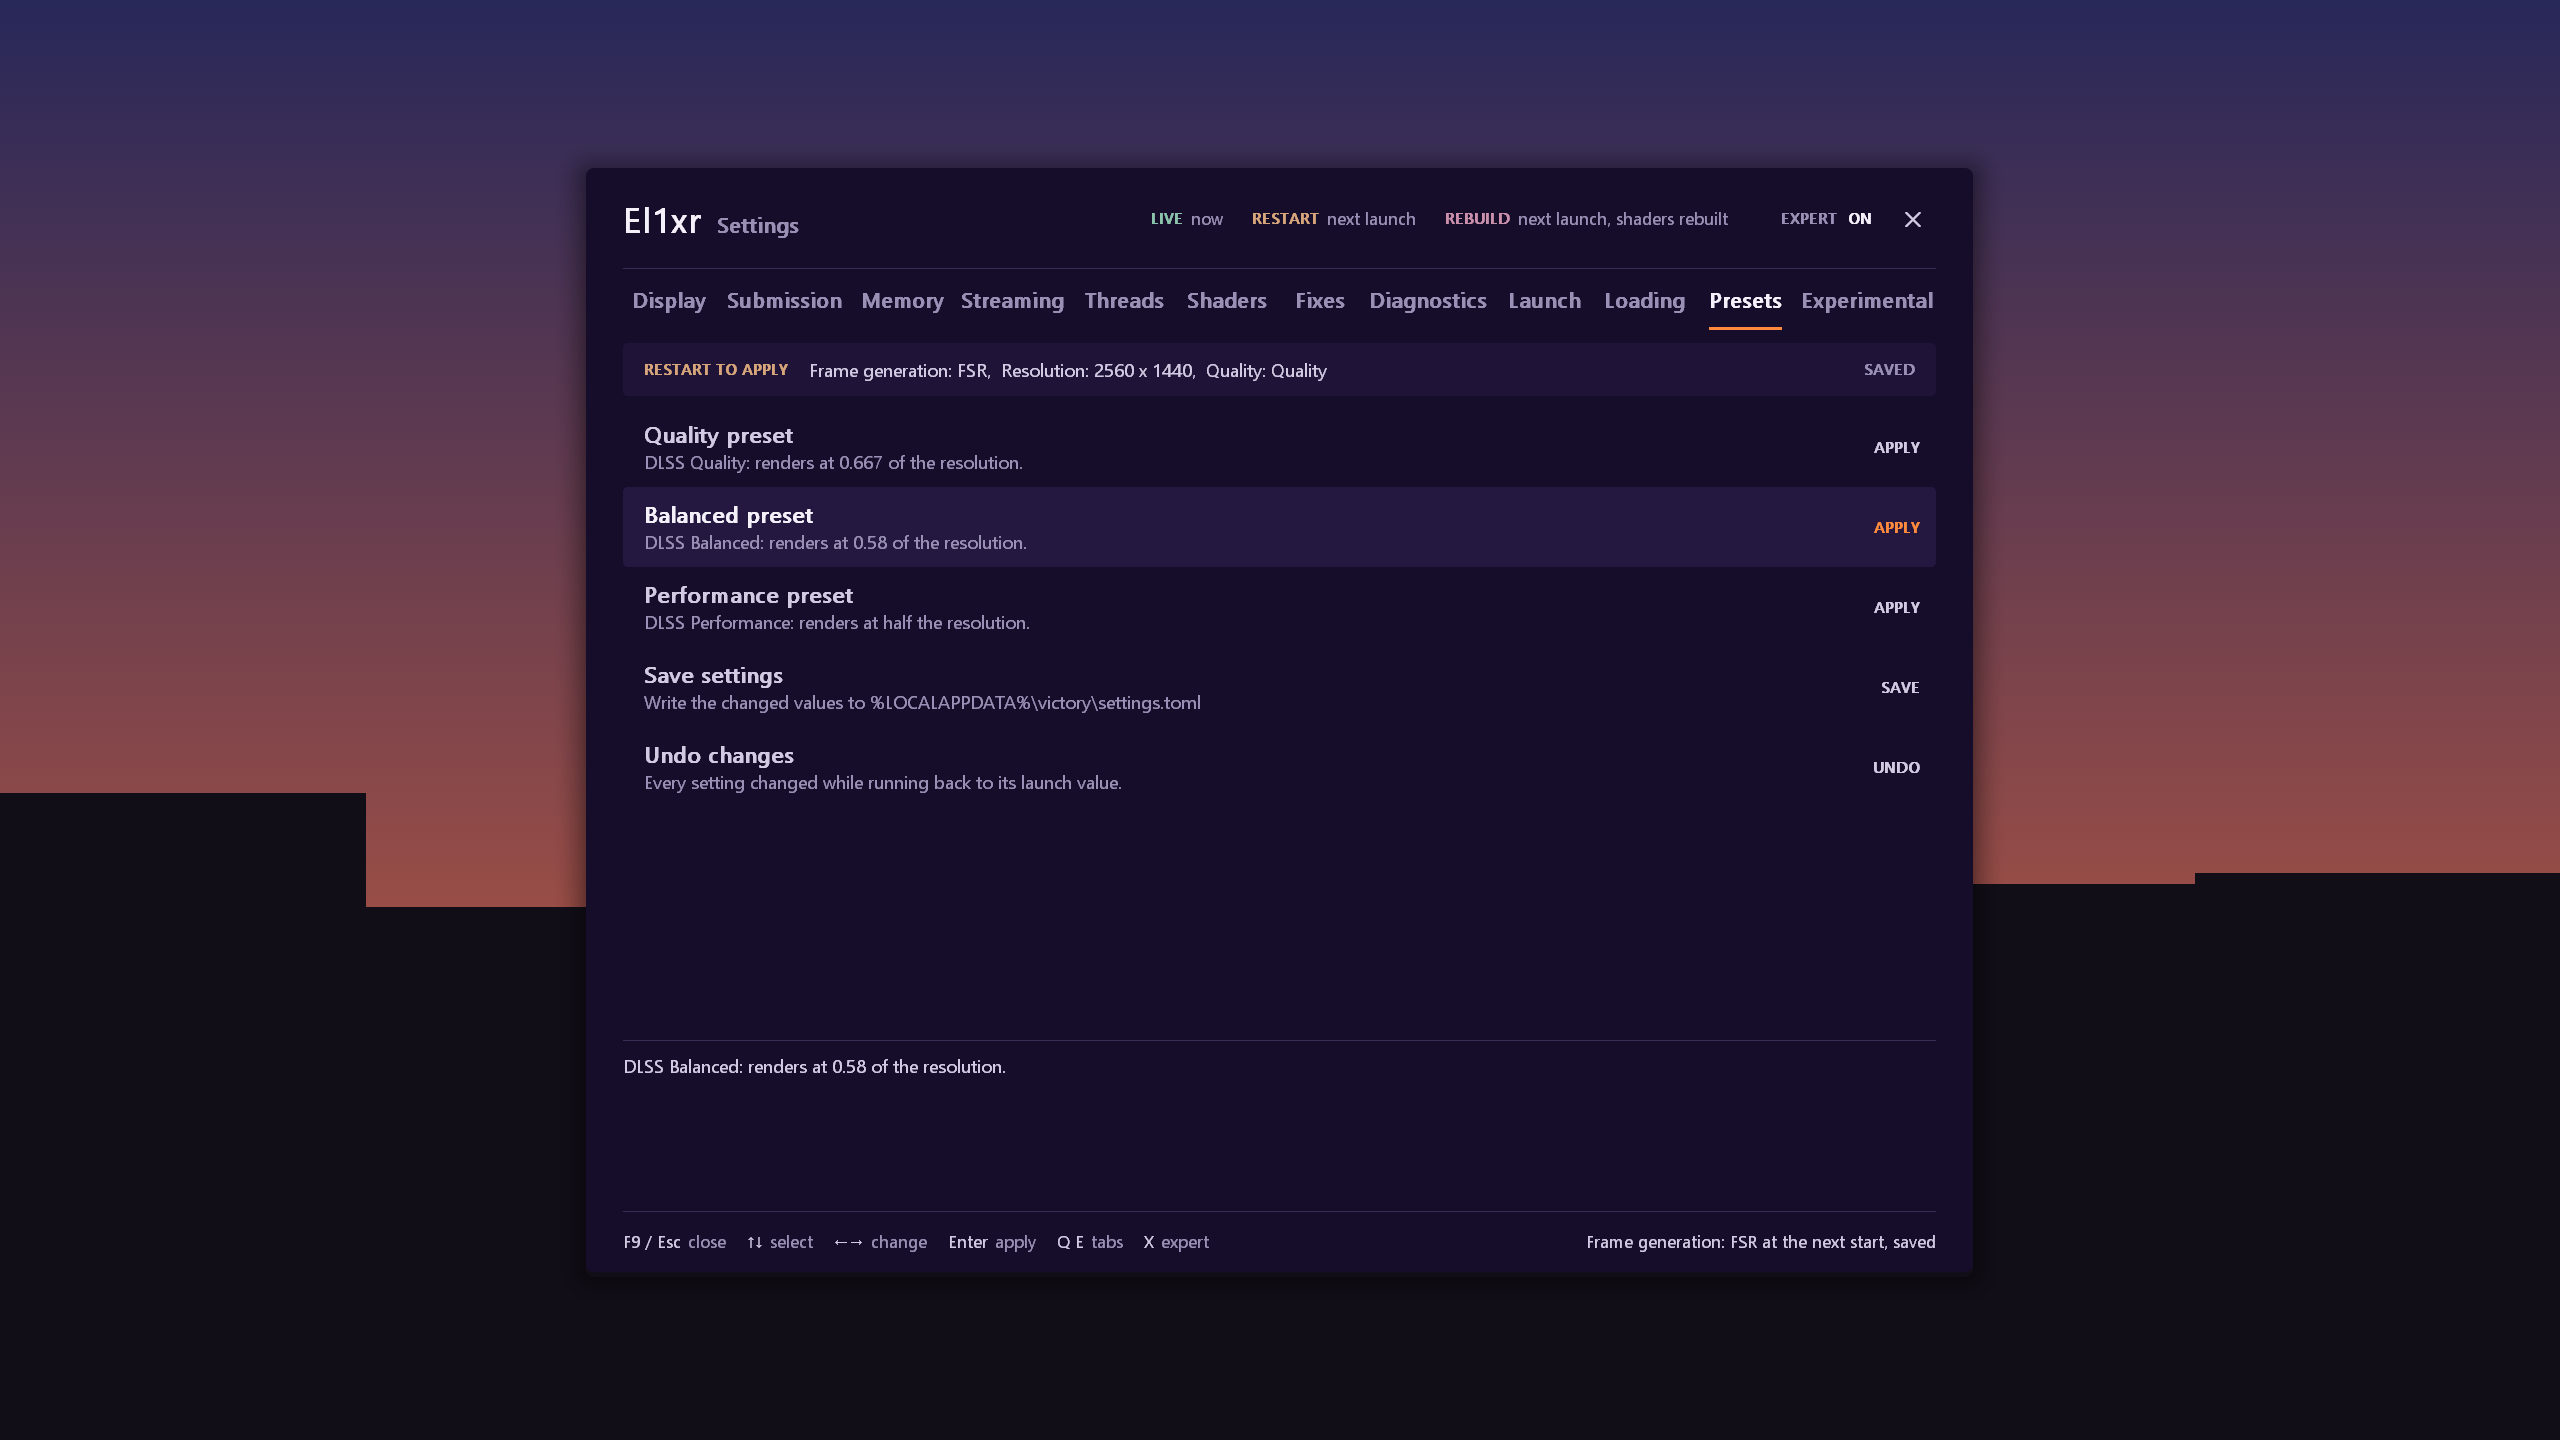 El1xr Settings LIVE now RESTART next launch REBUILD next launch, shaders rebuilt EXPERT ON
Display Submission Memory Streaming Threads Shaders Fixes Diagnostics Launch Loading Presets Experimental
RESTART TO APPLY Frame generation: FSR, Resolution: 2560 x 1440, Quality: Quality SAVED
Quality preset
DLSS Quality: renders at 0.667 of the resolution.
APPLY
Balanced preset
DLSS Balanced: renders at 0.58 of the resolution.
APPLY
Performance preset
DLSS Performance: renders at half the resolution.
APPLY
Save settings
Write the changed values to %LOCALAPPDATA%\victory\settings.toml
SAVE
Undo changes
Every setting changed while running back to its launch value.
UNDO
DLSS Balanced: renders at 0.58 of the resolution.
F9 / Esc close ↑↓ select ←→ change Enter apply Q E tabs X expert Frame generation: FSR at the next start, saved